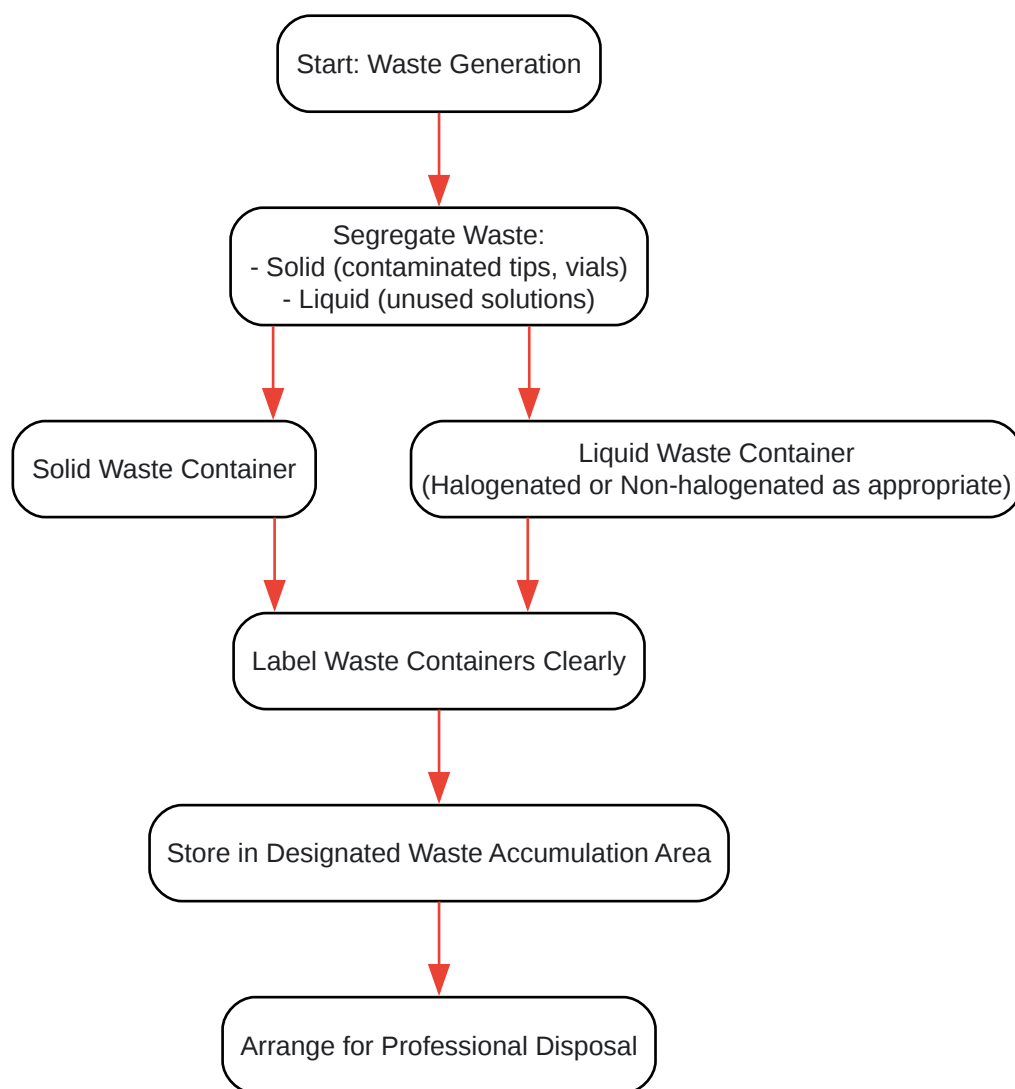 Start: Waste Generation
Segregate Waste:
- Solid (contaminated tips, vials)
- Liquid (unused solutions)
Solid Waste Container
Liquid Waste Container
(Halogenated or Non-halogenated as appropriate)
Label Waste Containers Clearly
Store in Designated Waste Accumulation Area
Arrange for Professional Disposal